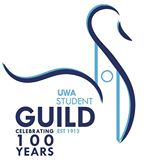 UWA
STUDENT
GUILD
CELEBRATING EST 1913
100
YEARS